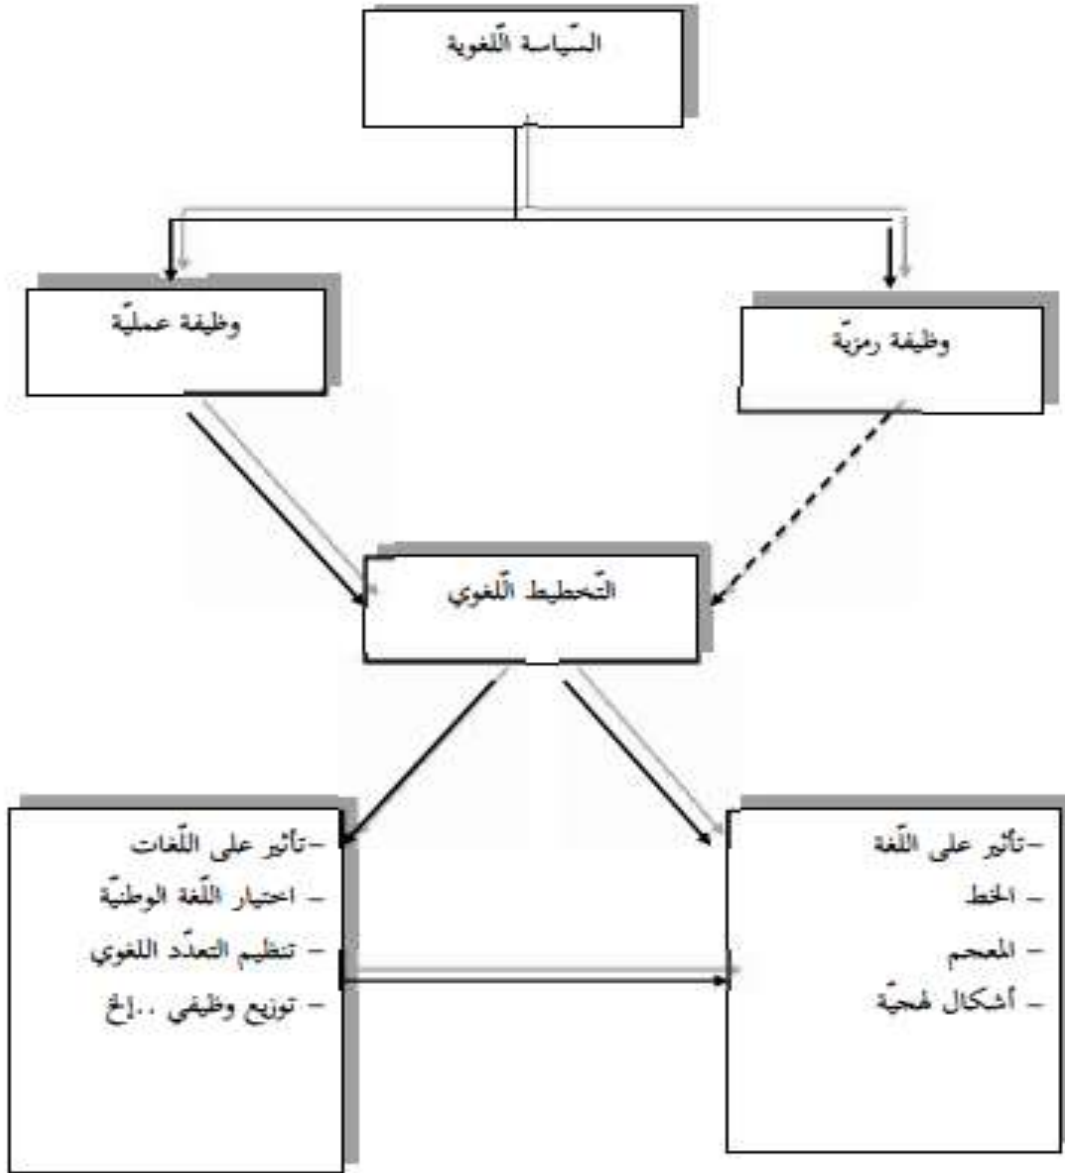 السّياسة اللّغوية
وظيفة رمزيّة
وظيفة عمليّة
التّخطيط اللّغوي
-تأثير على اللّغة
- الخط
- المعجم
- أشكال لهجيّة
-تأثير على اللّغات
- اختيار اللّغة الوطنيّة
- تنظيم التعدّد اللغوي
- توزيع وظيفي ..إلخ